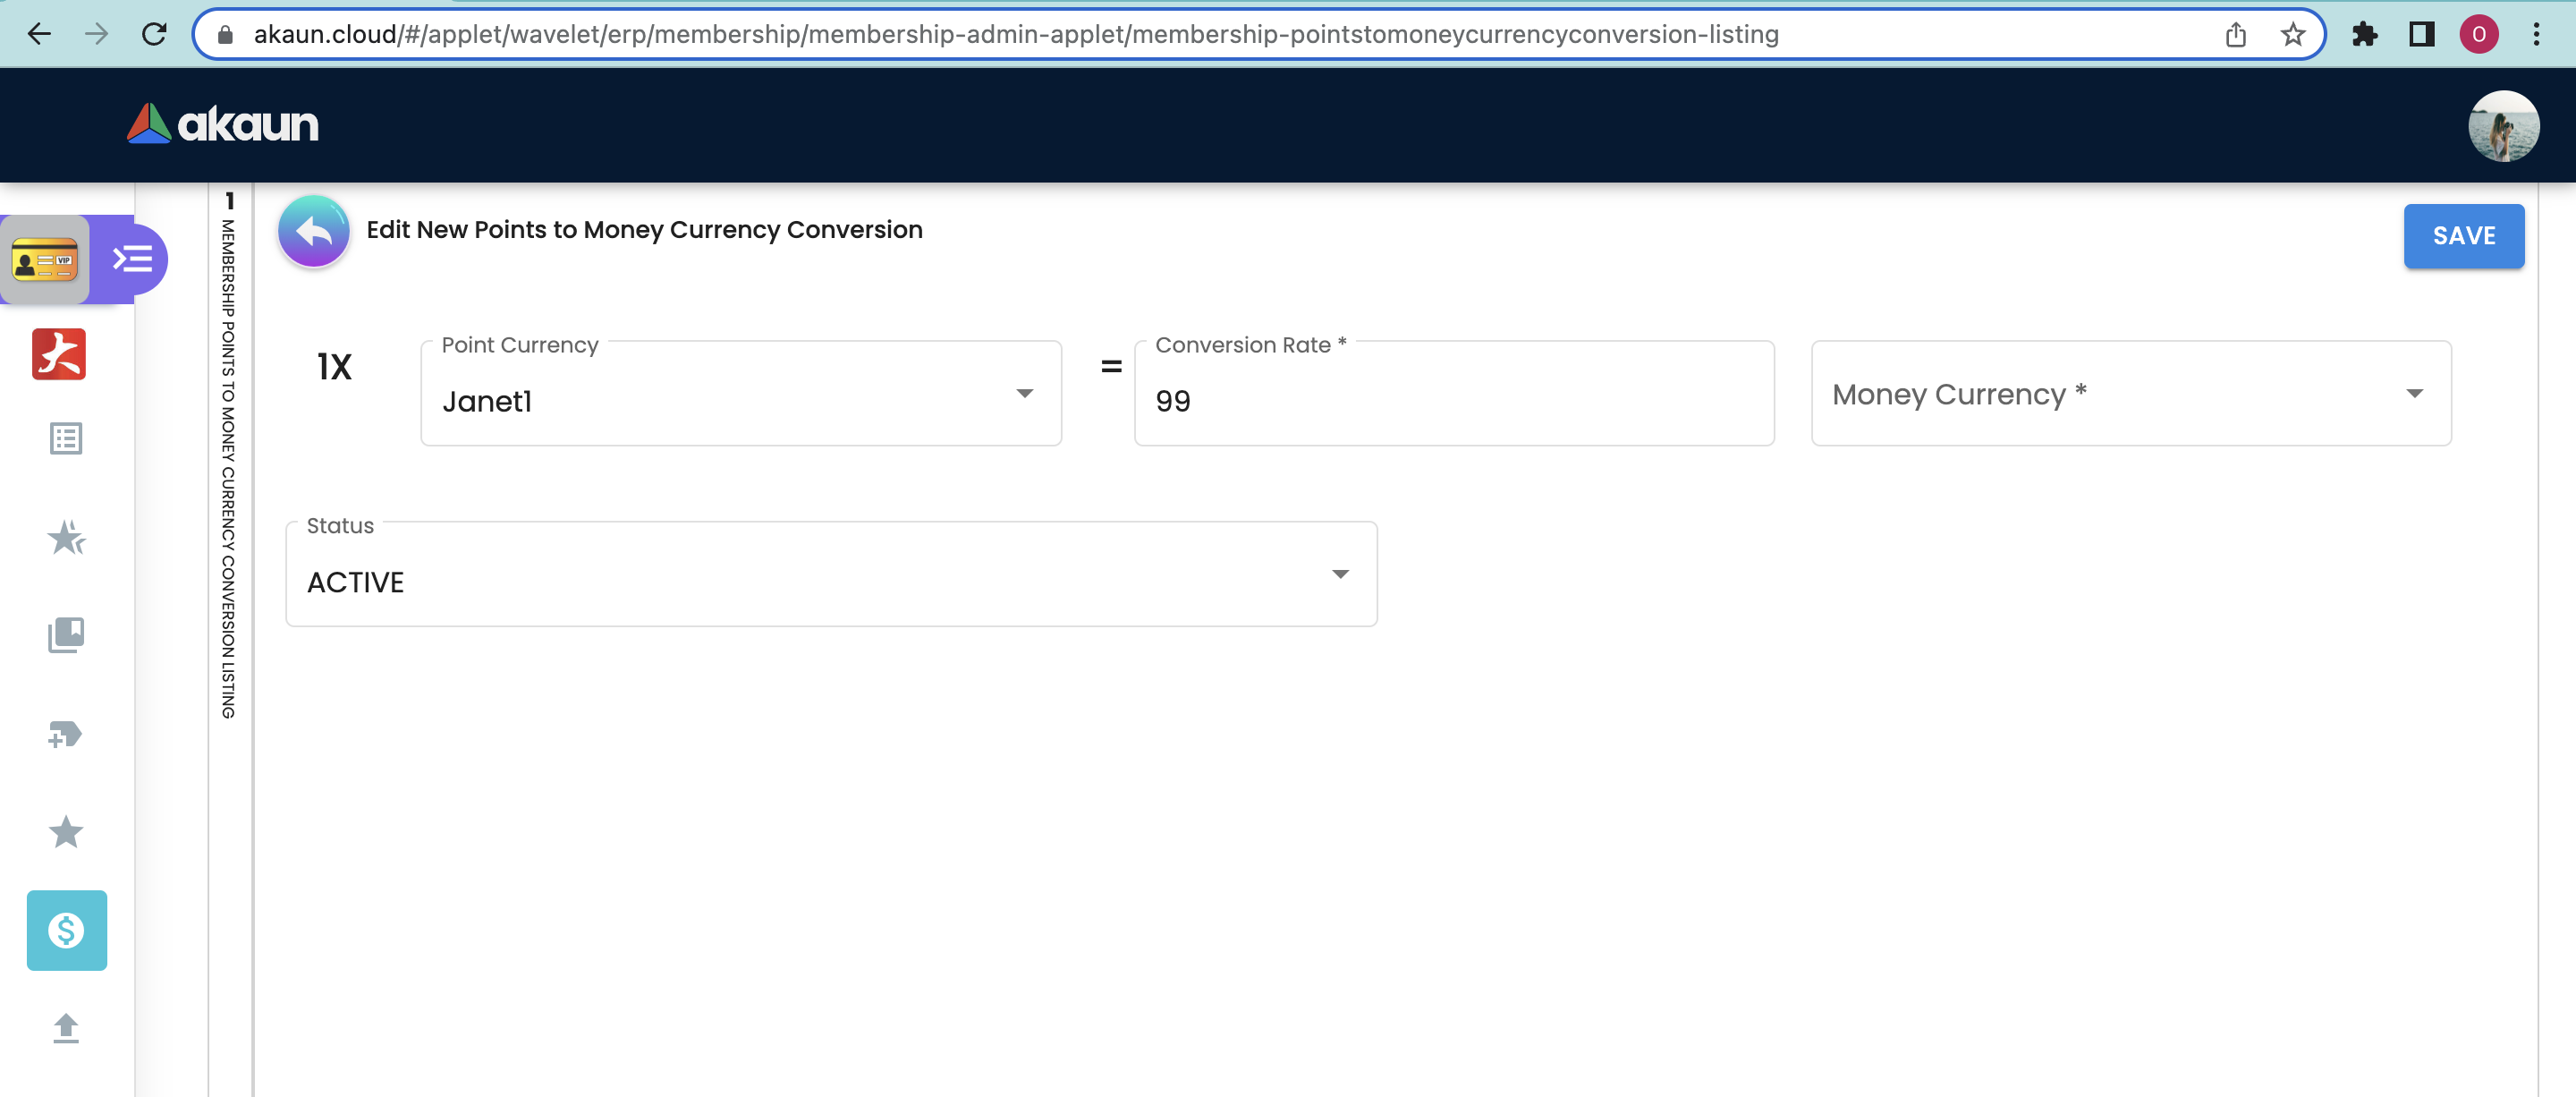 akaun.cloud/#/applet/wavelet/erp/membership/membership-admin-applet/membership-pointstomoneycurrencyconversion-listing
O
akaun
1
MEMBERSHIP POINTS TO MONEY CURRENCY CONVERSION LISTING
VIP
Edit New Points to Money Currency Conversion
SAVE
1X
Point Currency
Janet1
=
Conversion Rate *
99
Money Currency *
Status
ACTIVE
$